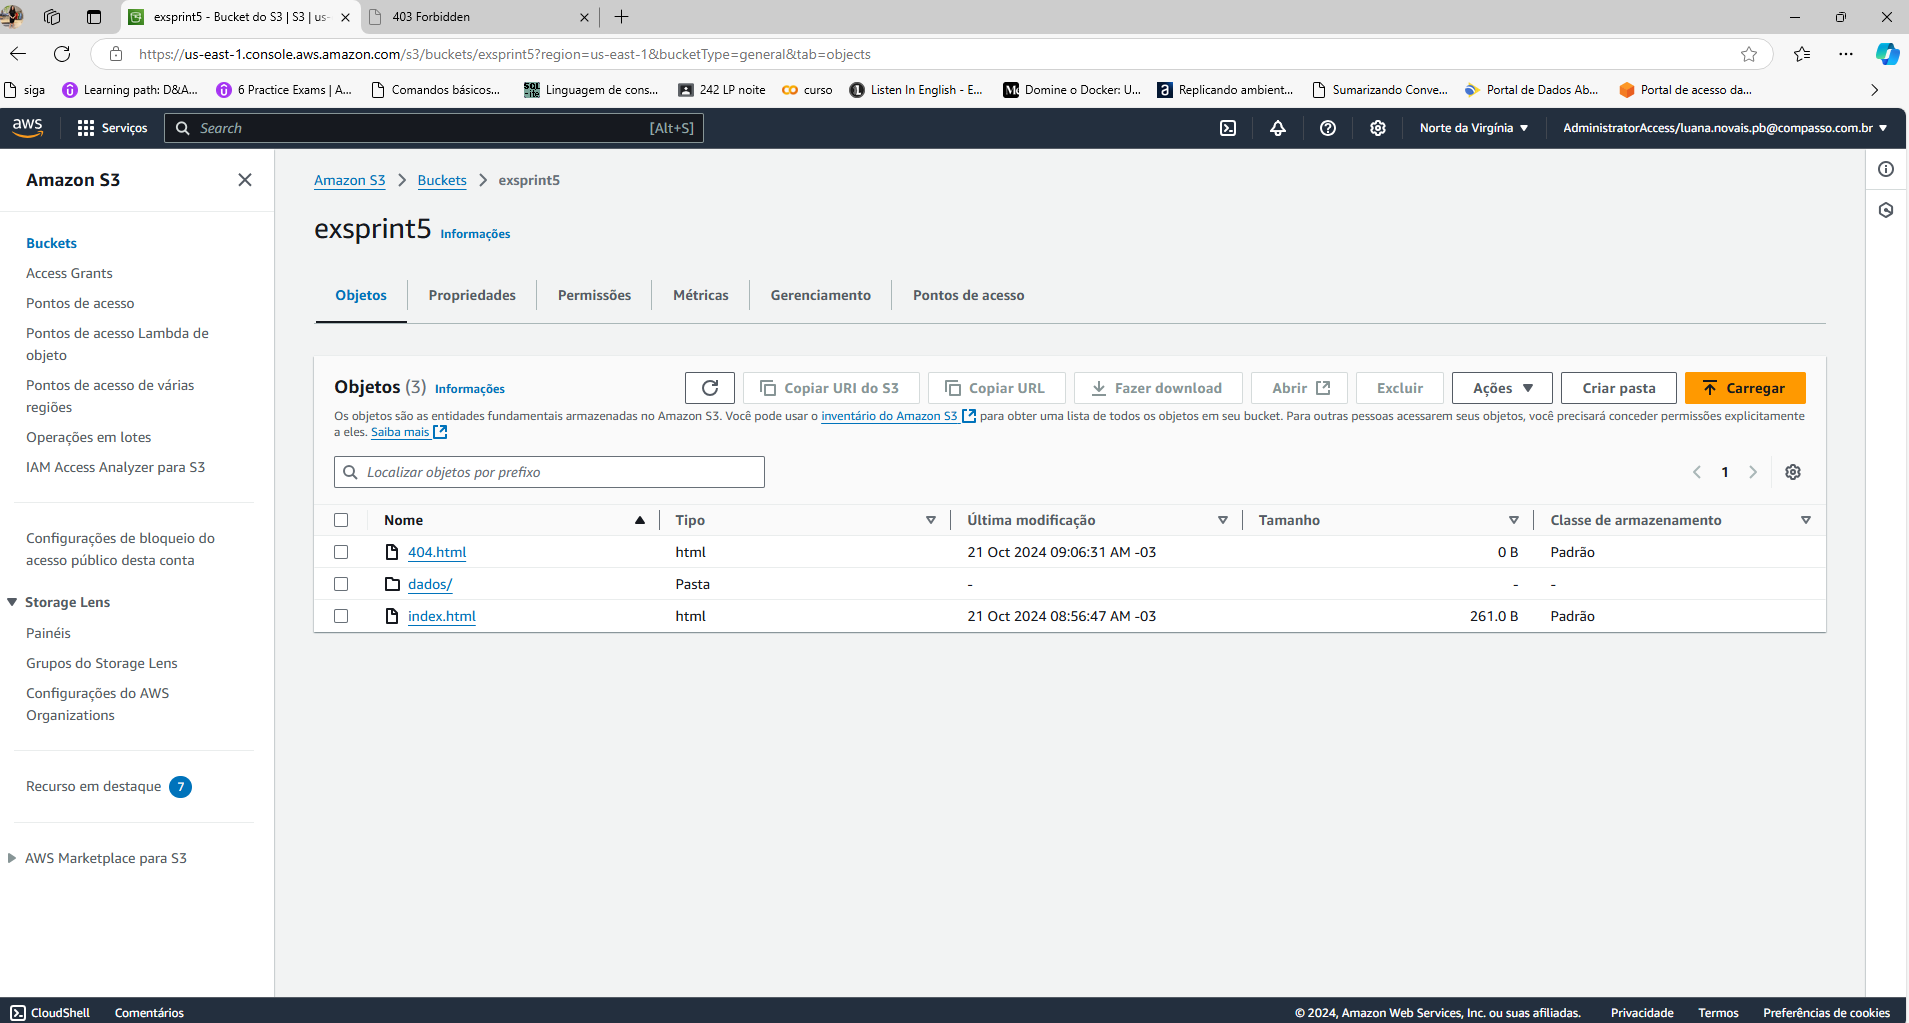 exsprint5 - Bucket do S3 | S3 | us-
403 Forbidden
https://us-east-1.console.aws.amazon.com/s3/buckets/exsprint5?region=us-east-1&bucketType=general&tab=objects
siga
Learning path: D&A...
6 Practice Exams | A...
Comandos básicos...
Linguagem de cons...
242 LP noite
curso
Listen In English - E...
Domine o Docker: U...
Replicando ambient...
Sumarizando Conve...
Portal de Dados Ab...
Portal de acesso da...
aws
Serviços
Search
[Alt+S]
Norte da Virgínia
AdministratorAccess/luana.novais.pb@compasso.com.br
Amazon S3
Buckets
Access Grants
Pontos de acesso
Pontos de acesso Lambda de
objeto
Pontos de acesso de várias
regiões
Operações em lotes
IAM Access Analyzer para S3
Configurações de bloqueio do
acesso público desta conta
Storage Lens
Painéis
Grupos do Storage Lens
Configurações do AWS
Organizations
Recurso em destaque 7
AWS Marketplace para S3
Amazon S3 > Buckets > exsprint5
exsprint5 Informações
Objetos
Propriedades
Permissões
Métricas
Gerenciamento
Pontos de acesso
Objetos (3) Informações
Copiar URI do S3
Copiar URL
Fazer download
Abrir
Excluir
Ações
Criar pasta
Carregar
Os objetos são as entidades fundamentais armazenadas no Amazon S3. Você pode usar o inventário do Amazon S3 para obter uma lista de todos os objetos em seu bucket. Para outras pessoas acessarem seus objetos, você precisará conceder permissões explicitamente
a eles. Saiba mais
Localizar objetos por prefixo
1
Nome Tipo Última modificação Tamanho Classe de armazenamento
404.html html 21 Oct 2024 09:06:31 AM -03 0 B Padrão
dados/ Pasta - - -
index.html html 21 Oct 2024 08:56:47 AM -03 261.0 B Padrão
CloudShell
Comentários
© 2024, Amazon Web Services, Inc. ou suas afiliadas.
Privacidade
Termos
Preferências de cookies